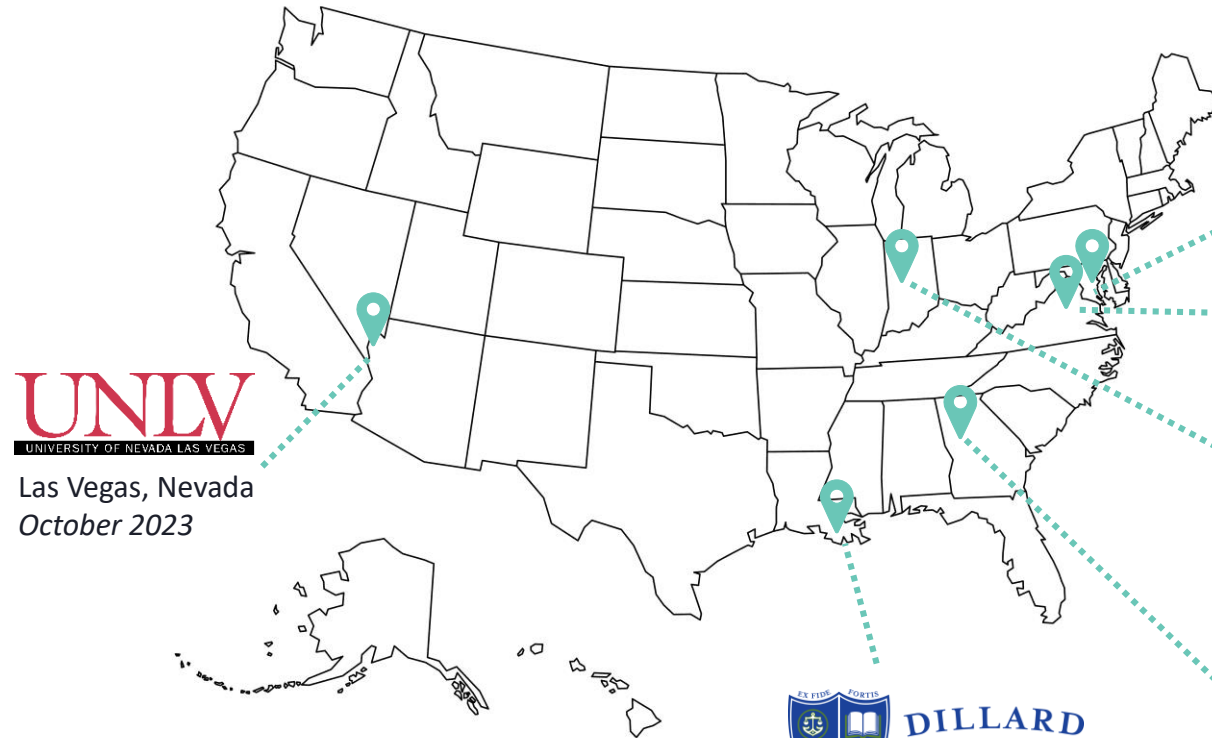 UNLV
UNIVERSITY OF NEVADA LAS VEGAS
Las Vegas, Nevada
October 2023
EX FIDE FORTIS
DILLARD